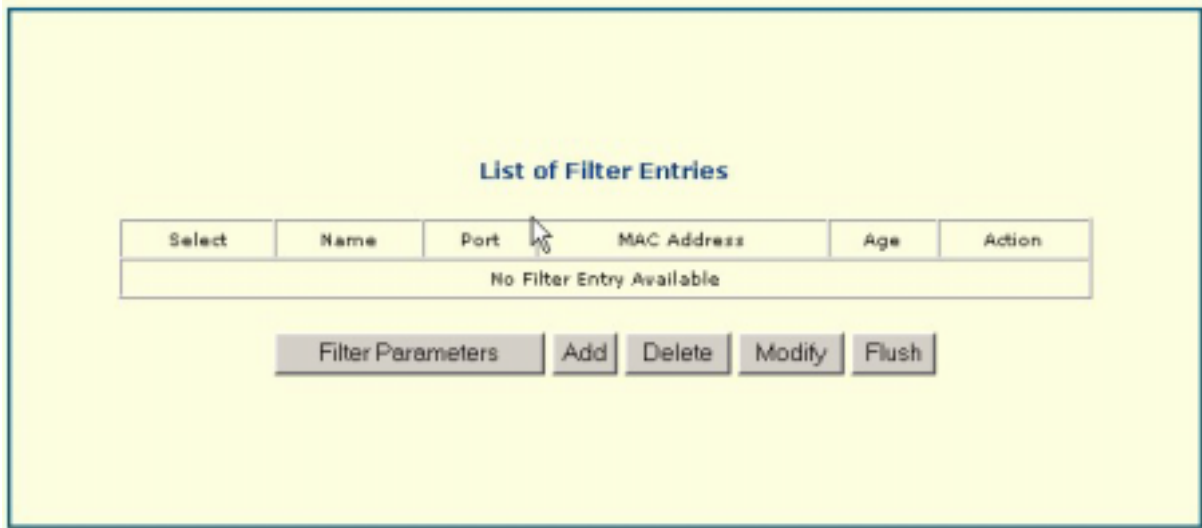 List of Filter Entries
Select Name Port MAC Address Age Action
No Filter Entry Available
Filter Parameters Add Delete Modify Flush